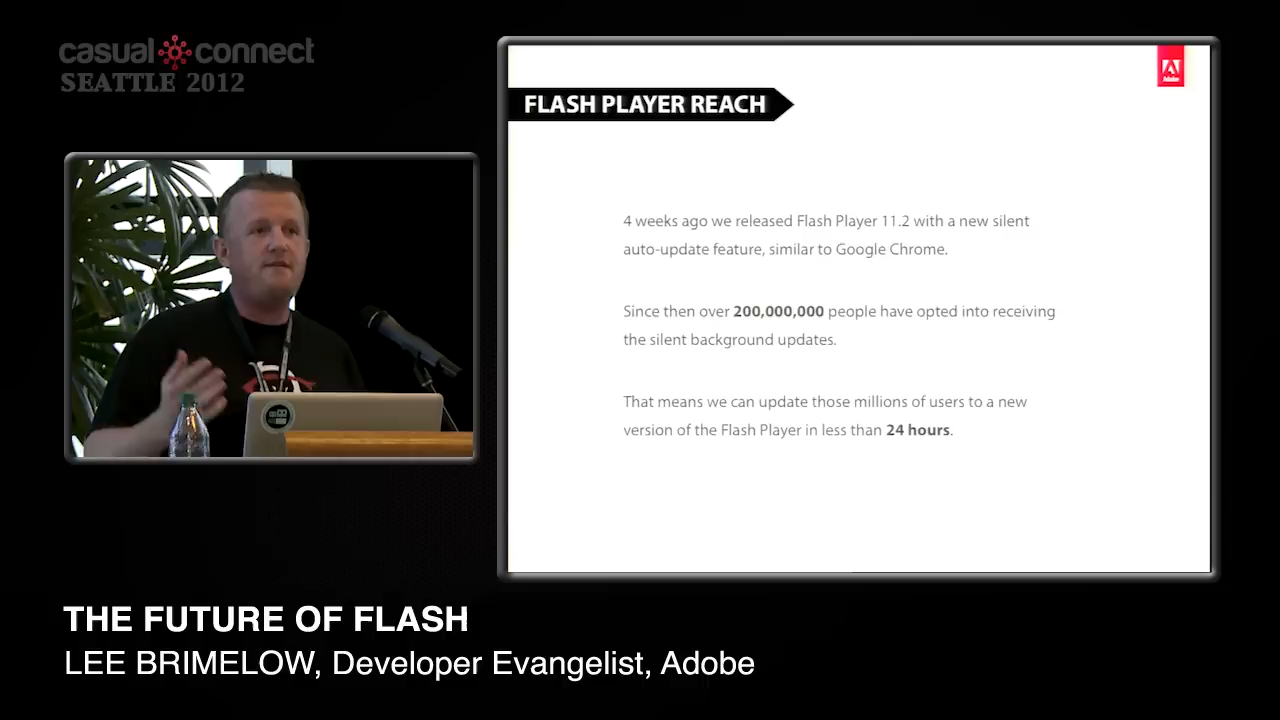 casual connect
SEATTLE 2012
Adobe
FLASH PLAYER REACH
4 weeks ago we released Flash Player 11.2 with a new silent
auto-update feature, similar to Google Chrome.
Since then over 200,000,000 people have opted into receiving
the silent background updates.
That means we can update those millions of users to a new
version of the Flash Player in less than 24 hours.
THE FUTURE OF FLASH
LEE BRIMELOW, Developer Evangelist, Adobe